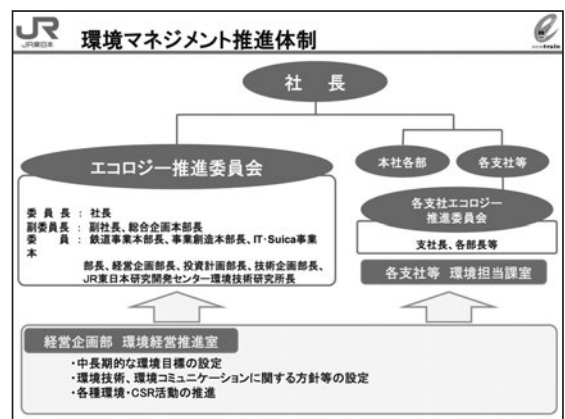 JR
JR東日本
環境マネジメント推進体制
社 長
エコロジー推進委員会
委 員 長 : 社長
副委員長 : 副社長、総合企画本部長
委 員 : 鉄道事業本部長、事業創造本部長、IT・Suica事業
本
部長、経営企画部長、投資計画部長、技術企画部長、
JR東日本研究開発センター環境技術研究所長
本社各部
各支社等
各支社エコロジー
推進委員会
支社長、各部長等
各支社等 環境担当課室
経営企画部 環境経営推進室
・中長期的な環境目標の設定
・環境技術、環境コミュニケーションに関する方針等の設定
・各種環境・CSR活動の推進